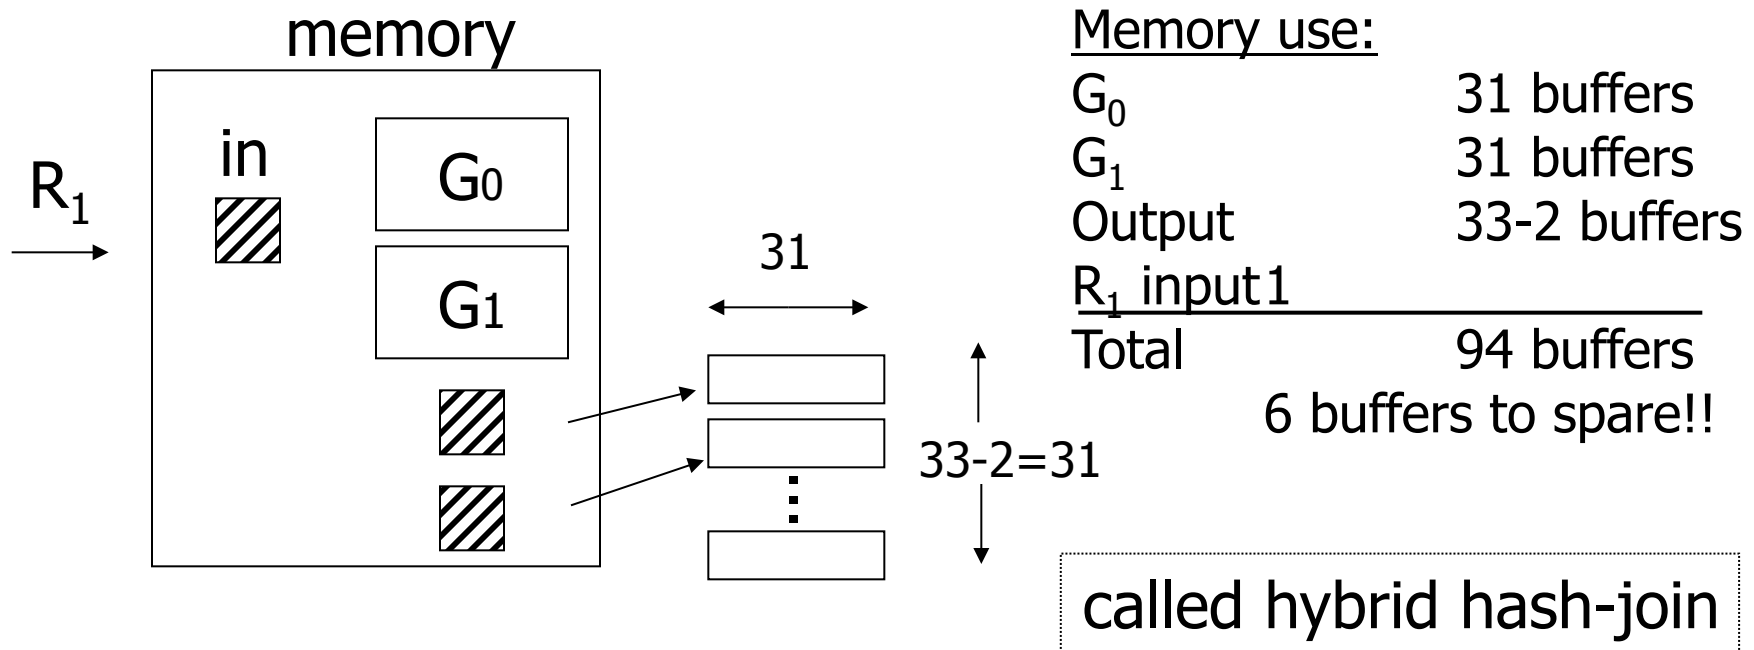 memory
in
R1
G0
G1
31
33-2=31
Memory use:
G0 31 buffers
G1 31 buffers
Output 33-2 buffers
R1 input 1
Total 94 buffers
6 buffers to spare!!
called hybrid hash-join